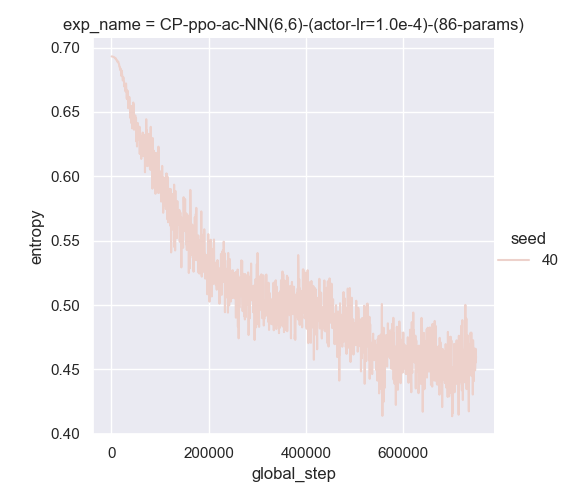 exp_name = CP-ppo-ac-NN(6,6)-(actor-lr=1.0e-4)-(86-params)
0.70
0.65
0.60
0.55
0.50
0.45
0.40
entropy
0 200000 400000 600000
global_step
seed
40